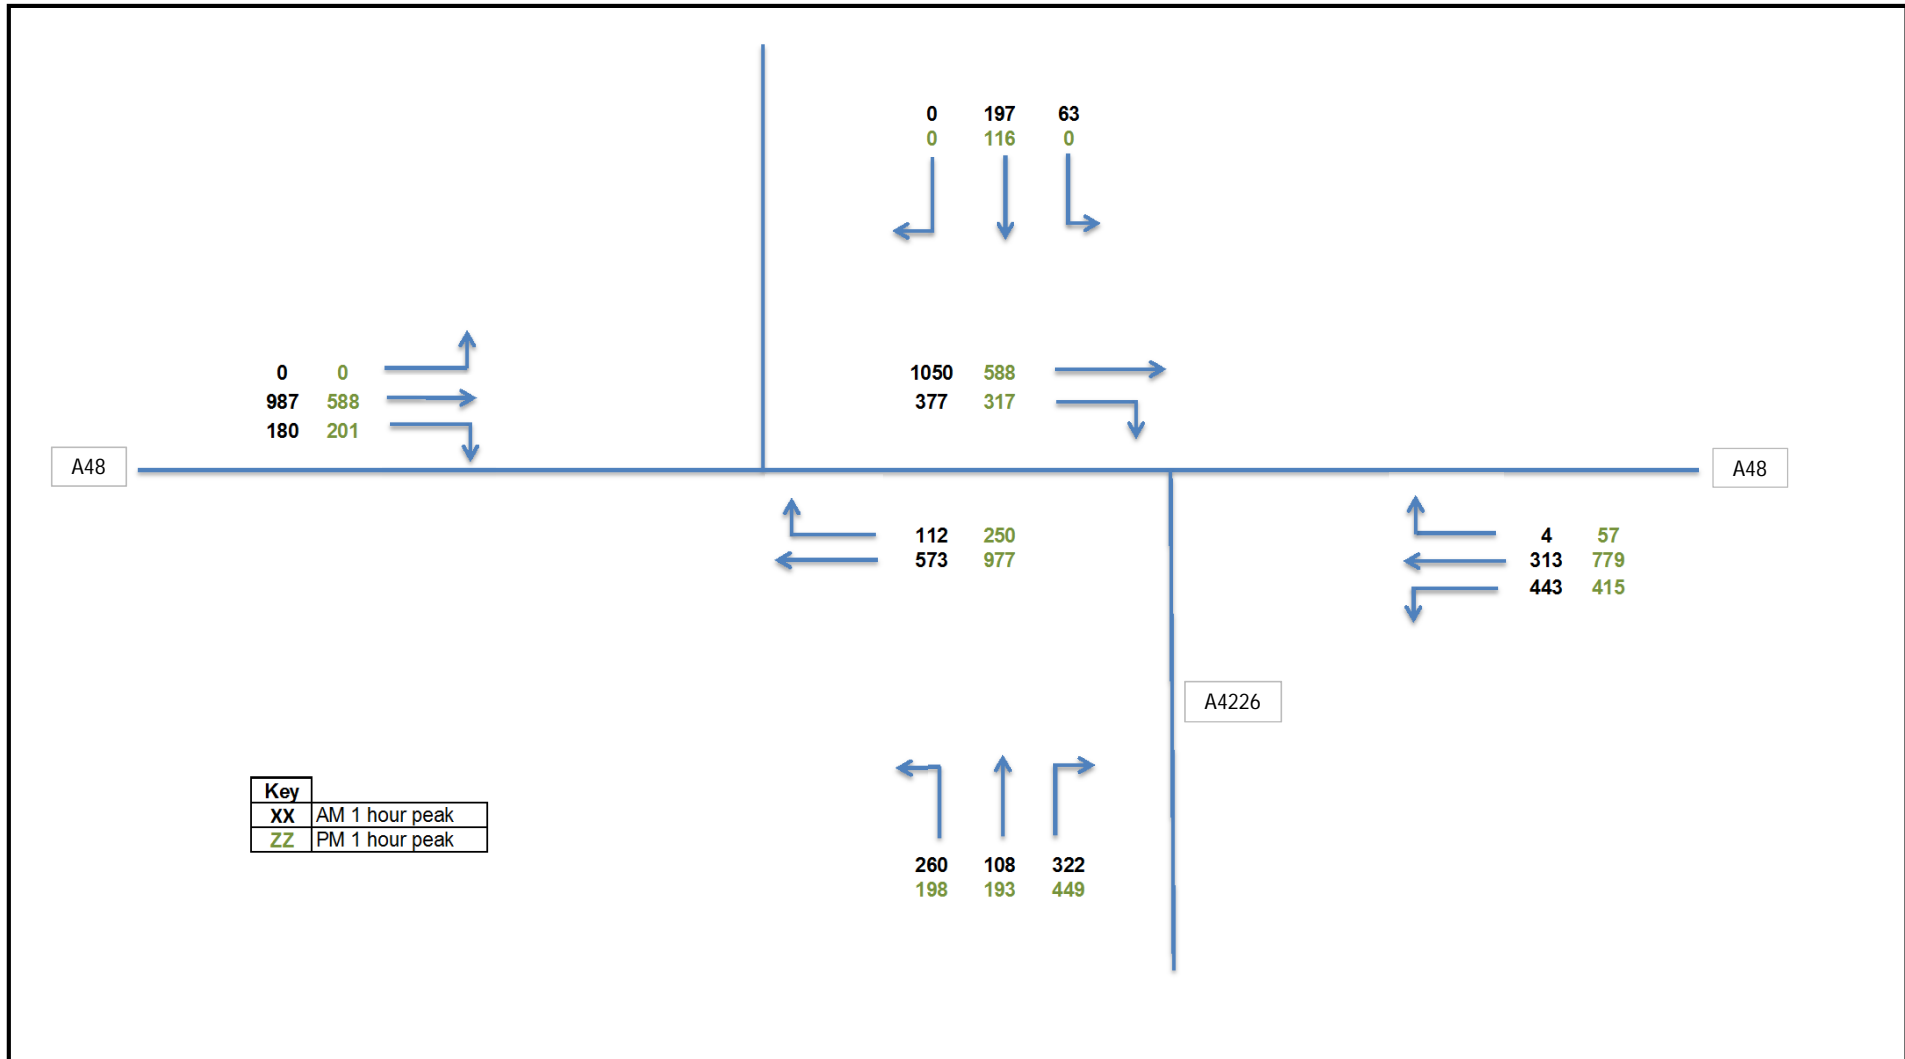 0 197 63
0 116 0
0 0
987 588
180 201
1050 588
377 317
A48
A48
112 250
573 977
4 57
313 779
443 415
A4226
Key
XX AM 1 hour peak
ZZ PM 1 hour peak
260 108 322
198 193 449